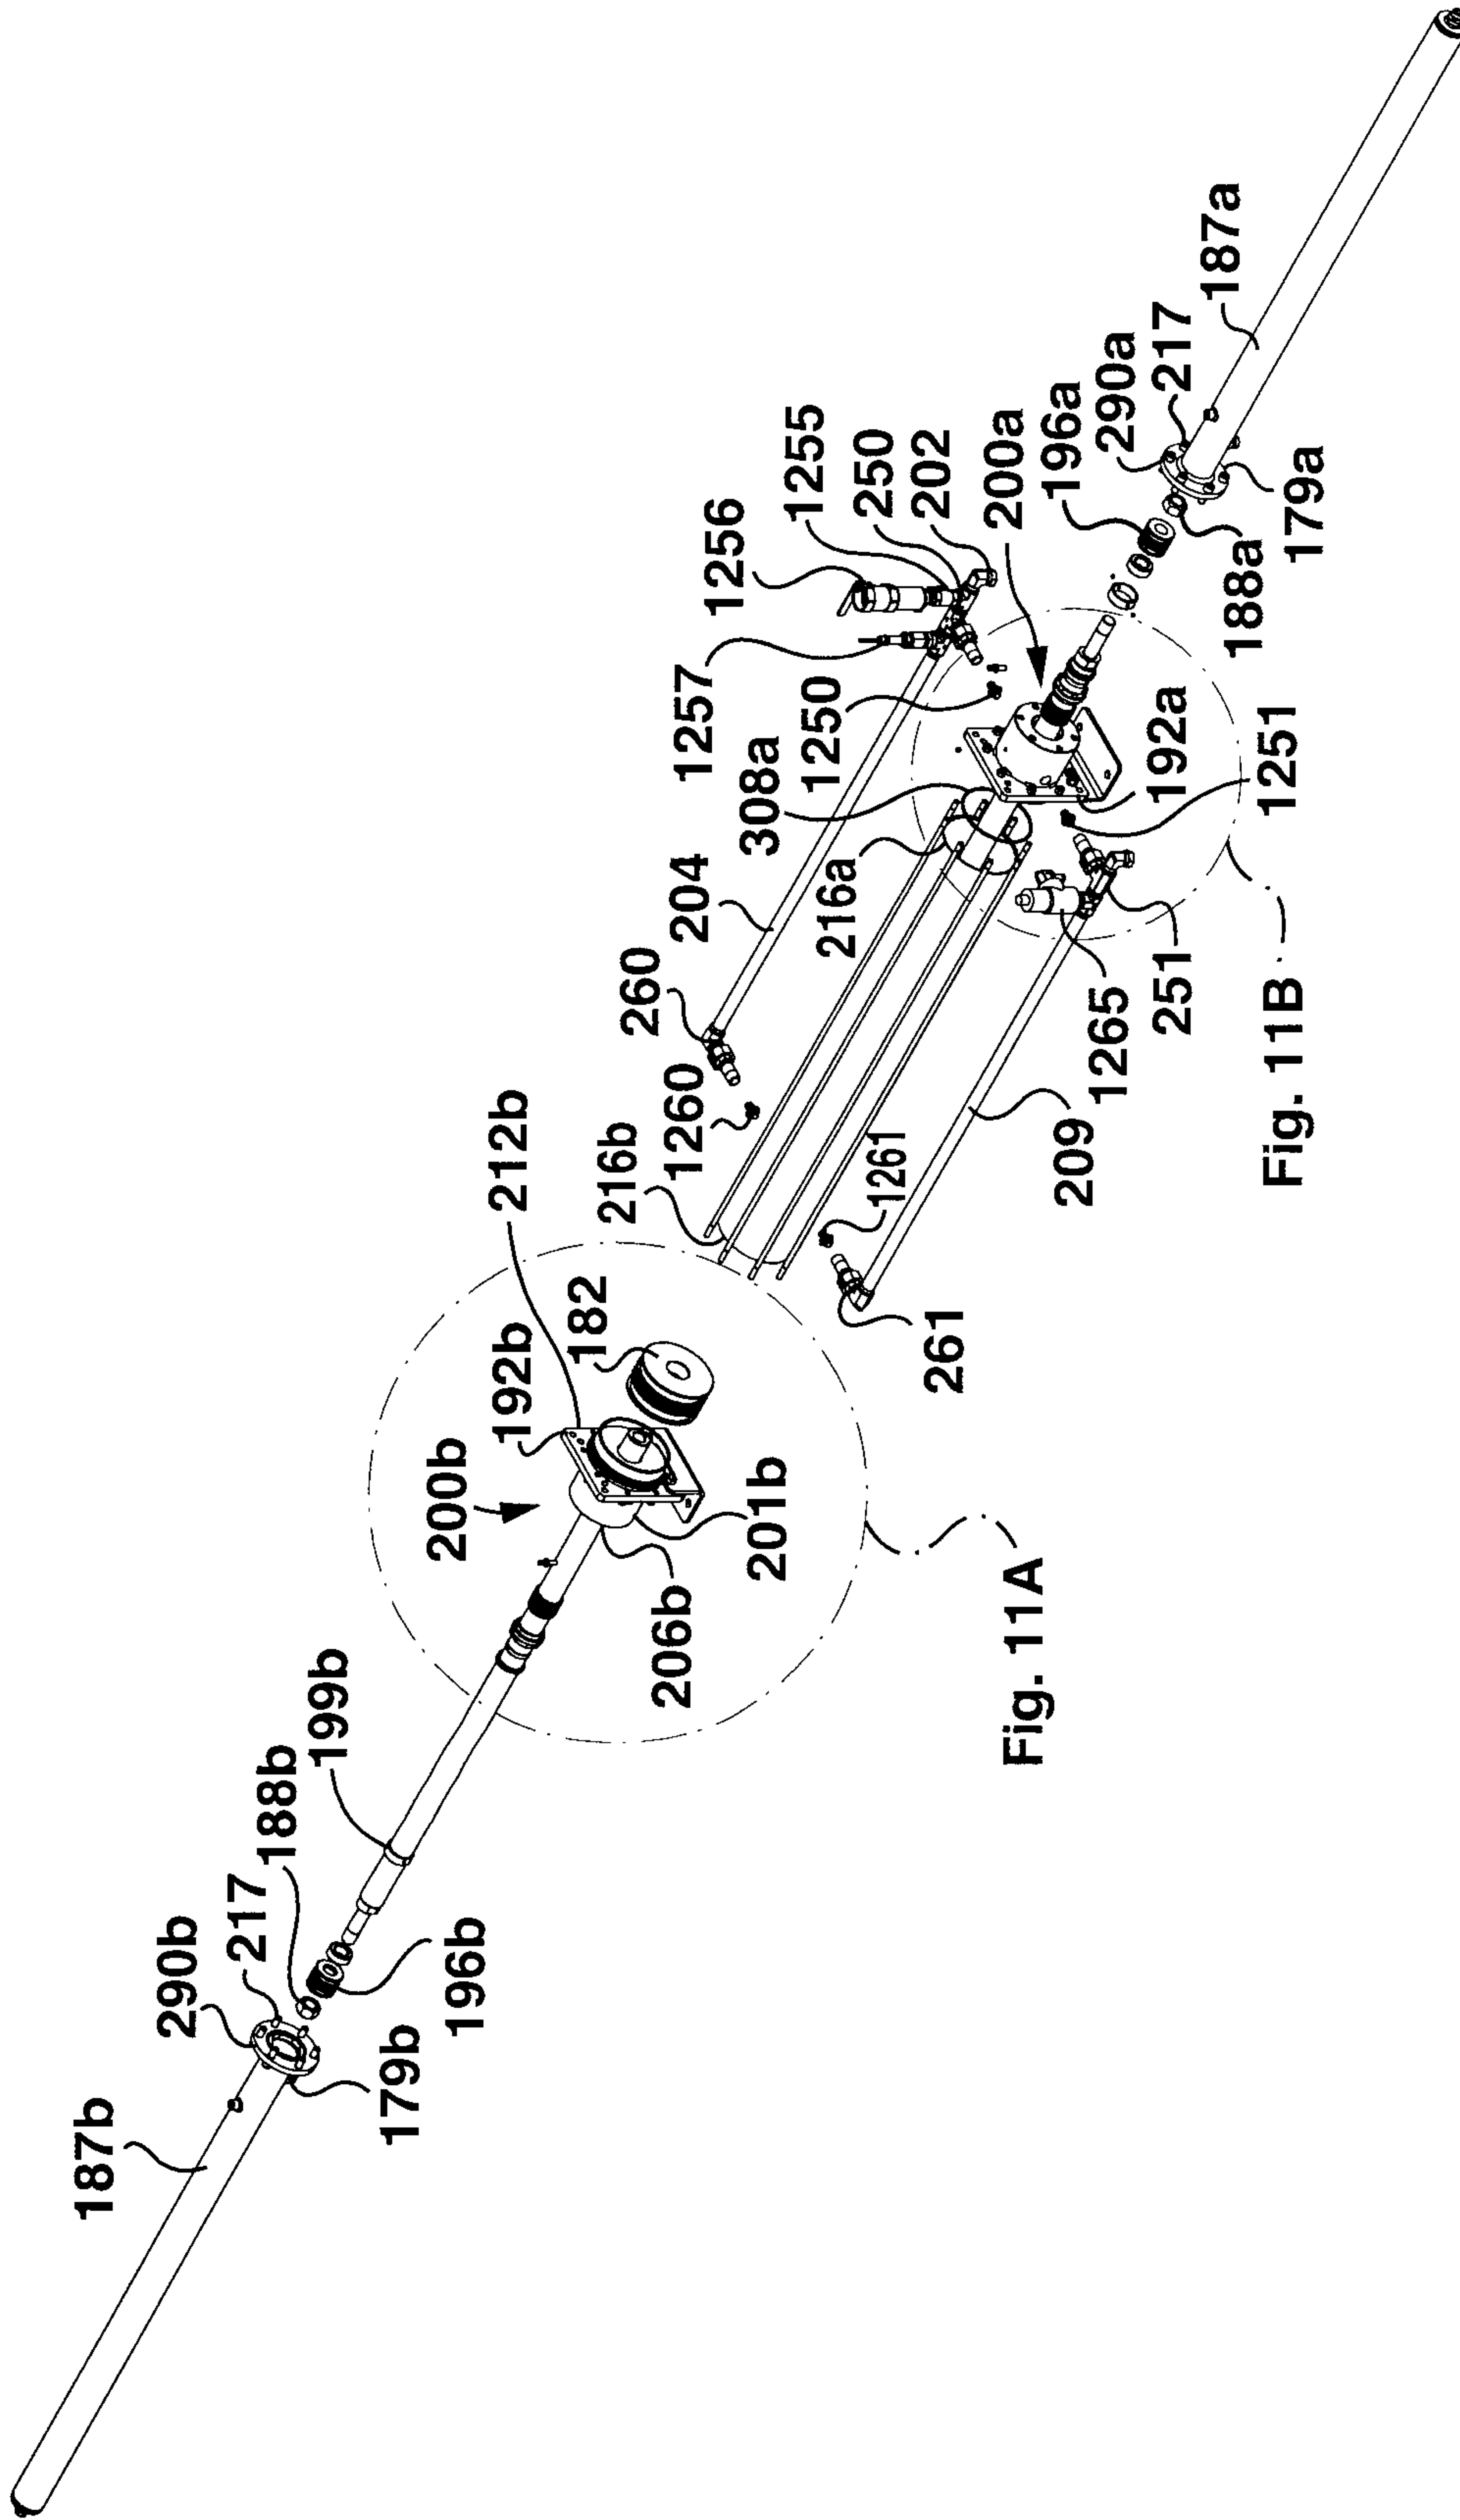 187b
290b
217
188b
199b
179b
196b
200b
192b
212b
182
206b
201b
Fig. 11A
216b
1260
260
204
308a
1257
1256
1255
250
202
200a
196a
290a
217
187a
1250
216a
1261
261
209
1265
251
1251
192a
188a
179a
Fig. 11B